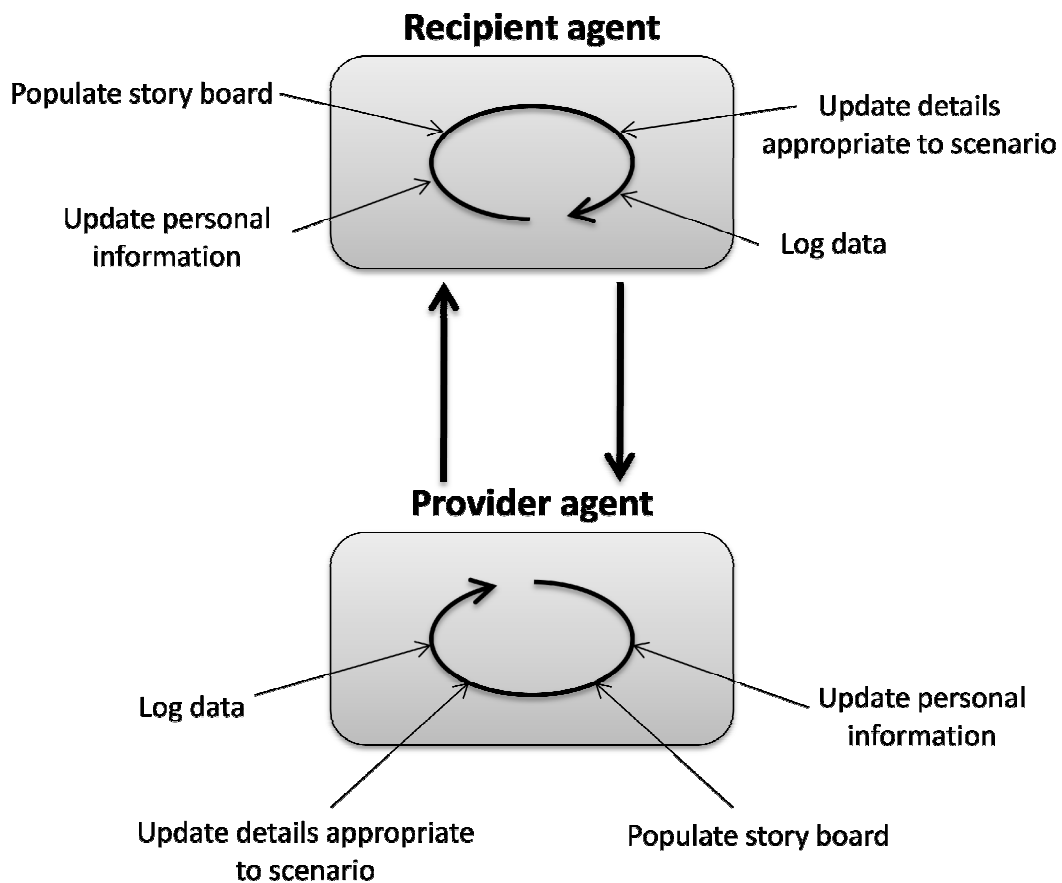 Recipient agent
Populate story board
Update details
appropriate to scenario
Update personal
information
Log data
Provider agent
Log data
Update personal
information
Update details appropriate
to scenario
Populate story board